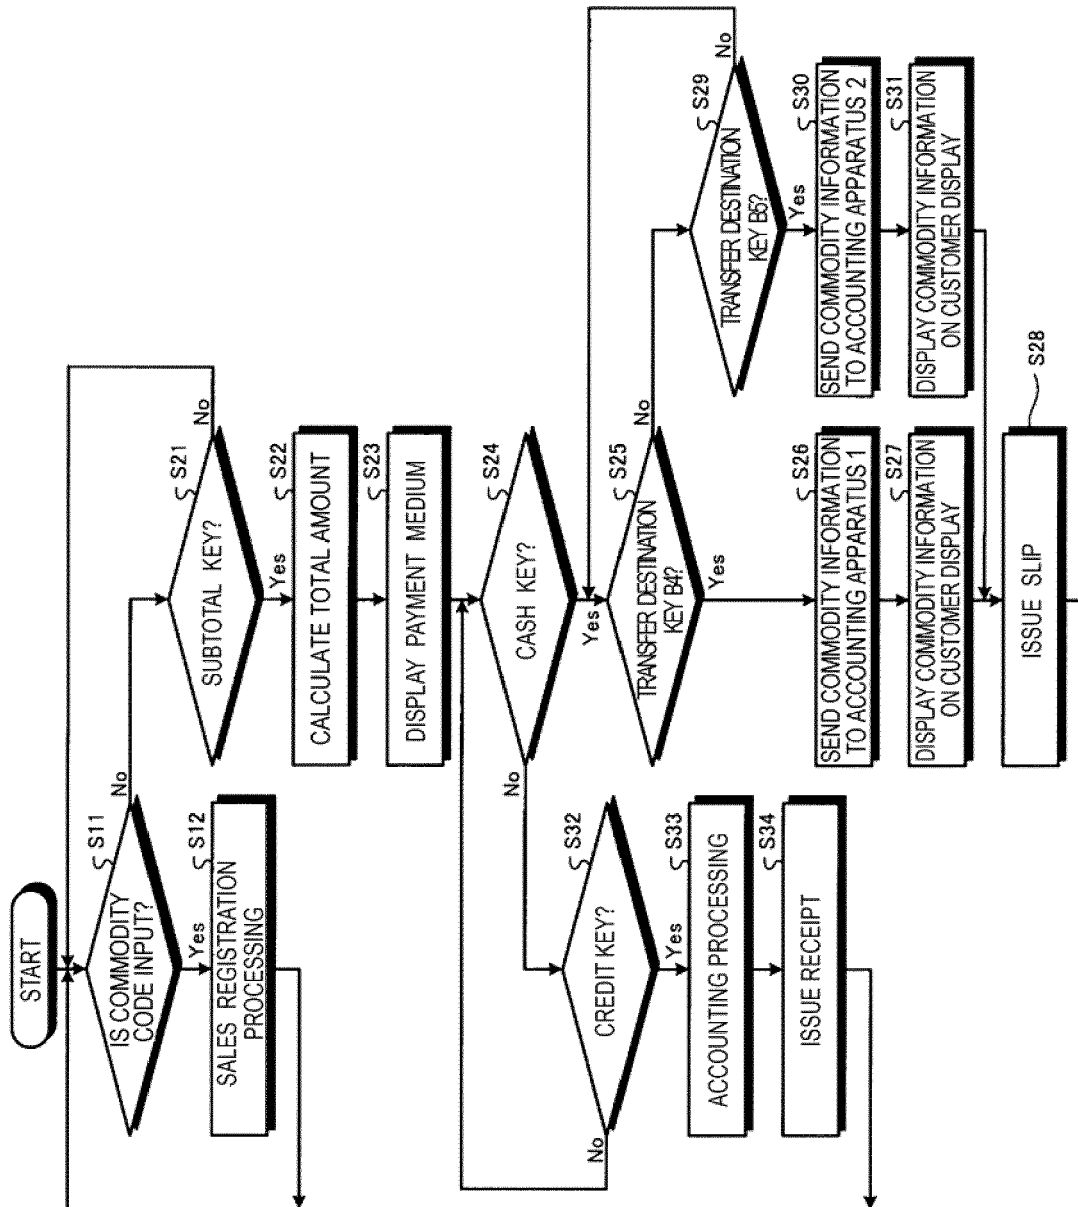 START
IS COMMODITY
CODE INPUT?
S11
No
Yes
SALES REGISTRATION
PROCESSING
S12
SUBTOTAL KEY?
S21
No
Yes
CALCULATE TOTAL AMOUNT
S22
DISPLAY PAYMENT MEDIUM
S23
CASH KEY?
S24
No
Yes
CREDIT KEY?
S32
No
Yes
ACCOUNTING PROCESSING
S33
ISSUE RECEIPT
S34
TRANSFER DESTINATION
KEY B4?
S25
No
Yes
SEND COMMODITY INFORMATION
TO ACCOUNTING APPARATUS 1
S26
DISPLAY COMMODITY INFORMATION
ON CUSTOMER DISPLAY
S27
TRANSFER DESTINATION
KEY B5?
S29
No
Yes
SEND COMMODITY INFORMATION
TO ACCOUNTING APPARATUS 2
S30
DISPLAY COMMODITY INFORMATION
ON CUSTOMER DISPLAY
S31
ISSUE SLIP
S28